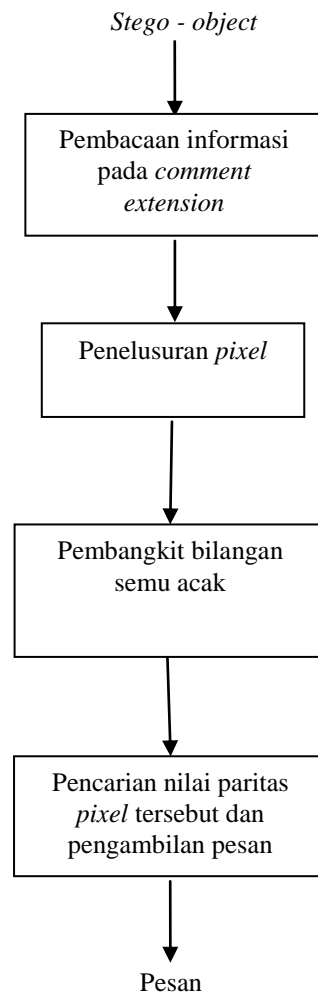 Stego - object
Pembacaan informasi
pada comment
extension
Penelusuran pixel
Pembangkit bilangan
semu acak
Pencarian nilai paritas
pixel tersebut dan
pengambilan pesan
Pesan